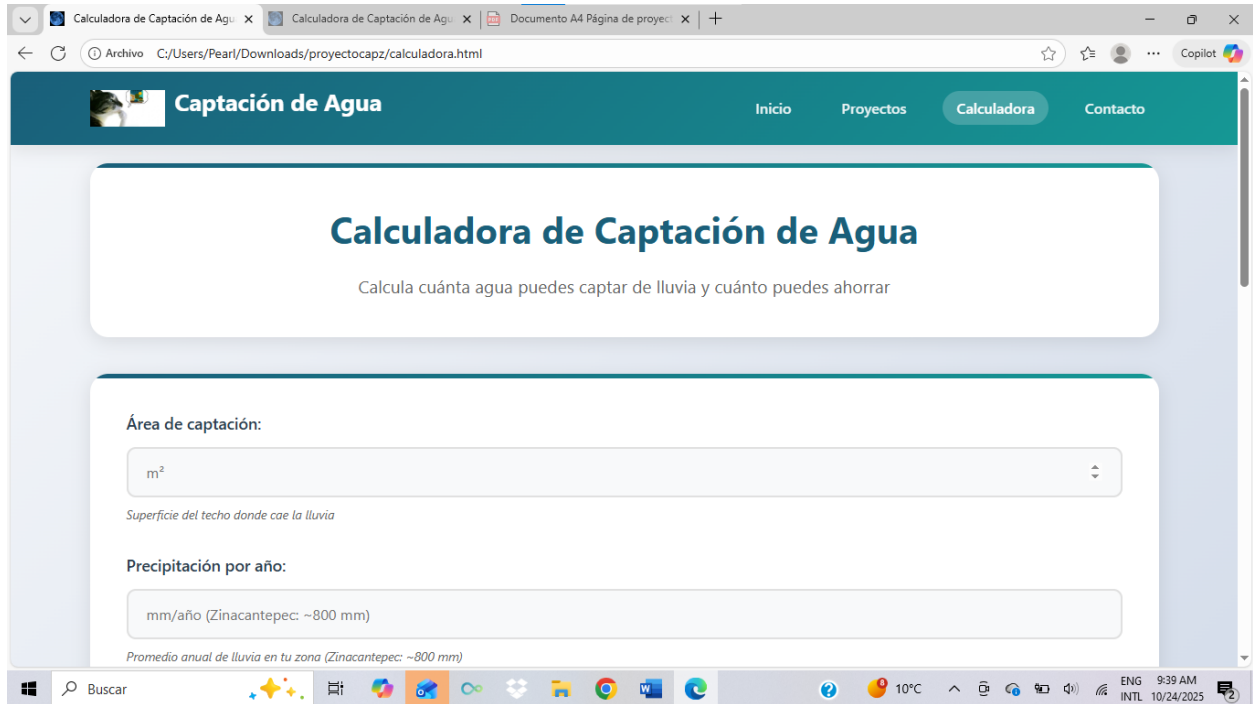 Calculadora de Captación de Agu
Calculadora de Captación de Agu
Documento A4 Página de proyect
Archivo
C:/Users/Pearl/Downloads/proyectocapz/calculadora.html
Copilot
Captación de Agua
Inicio
Proyectos
Calculadora
Contacto
Calculadora de Captación de Agua
Calcula cuánta agua puedes captar de lluvia y cuánto puedes ahorrar
Área de captación:
m²
Superficie del techo donde cae la lluvia
Precipitación por año:
mm/año (Zinacantepec: ~800 mm)
Promedio anual de lluvia en tu zona (Zinacantepec: ~800 mm)
Buscar
10°C
ENG
INTL
9:39 AM
10/24/2025
2